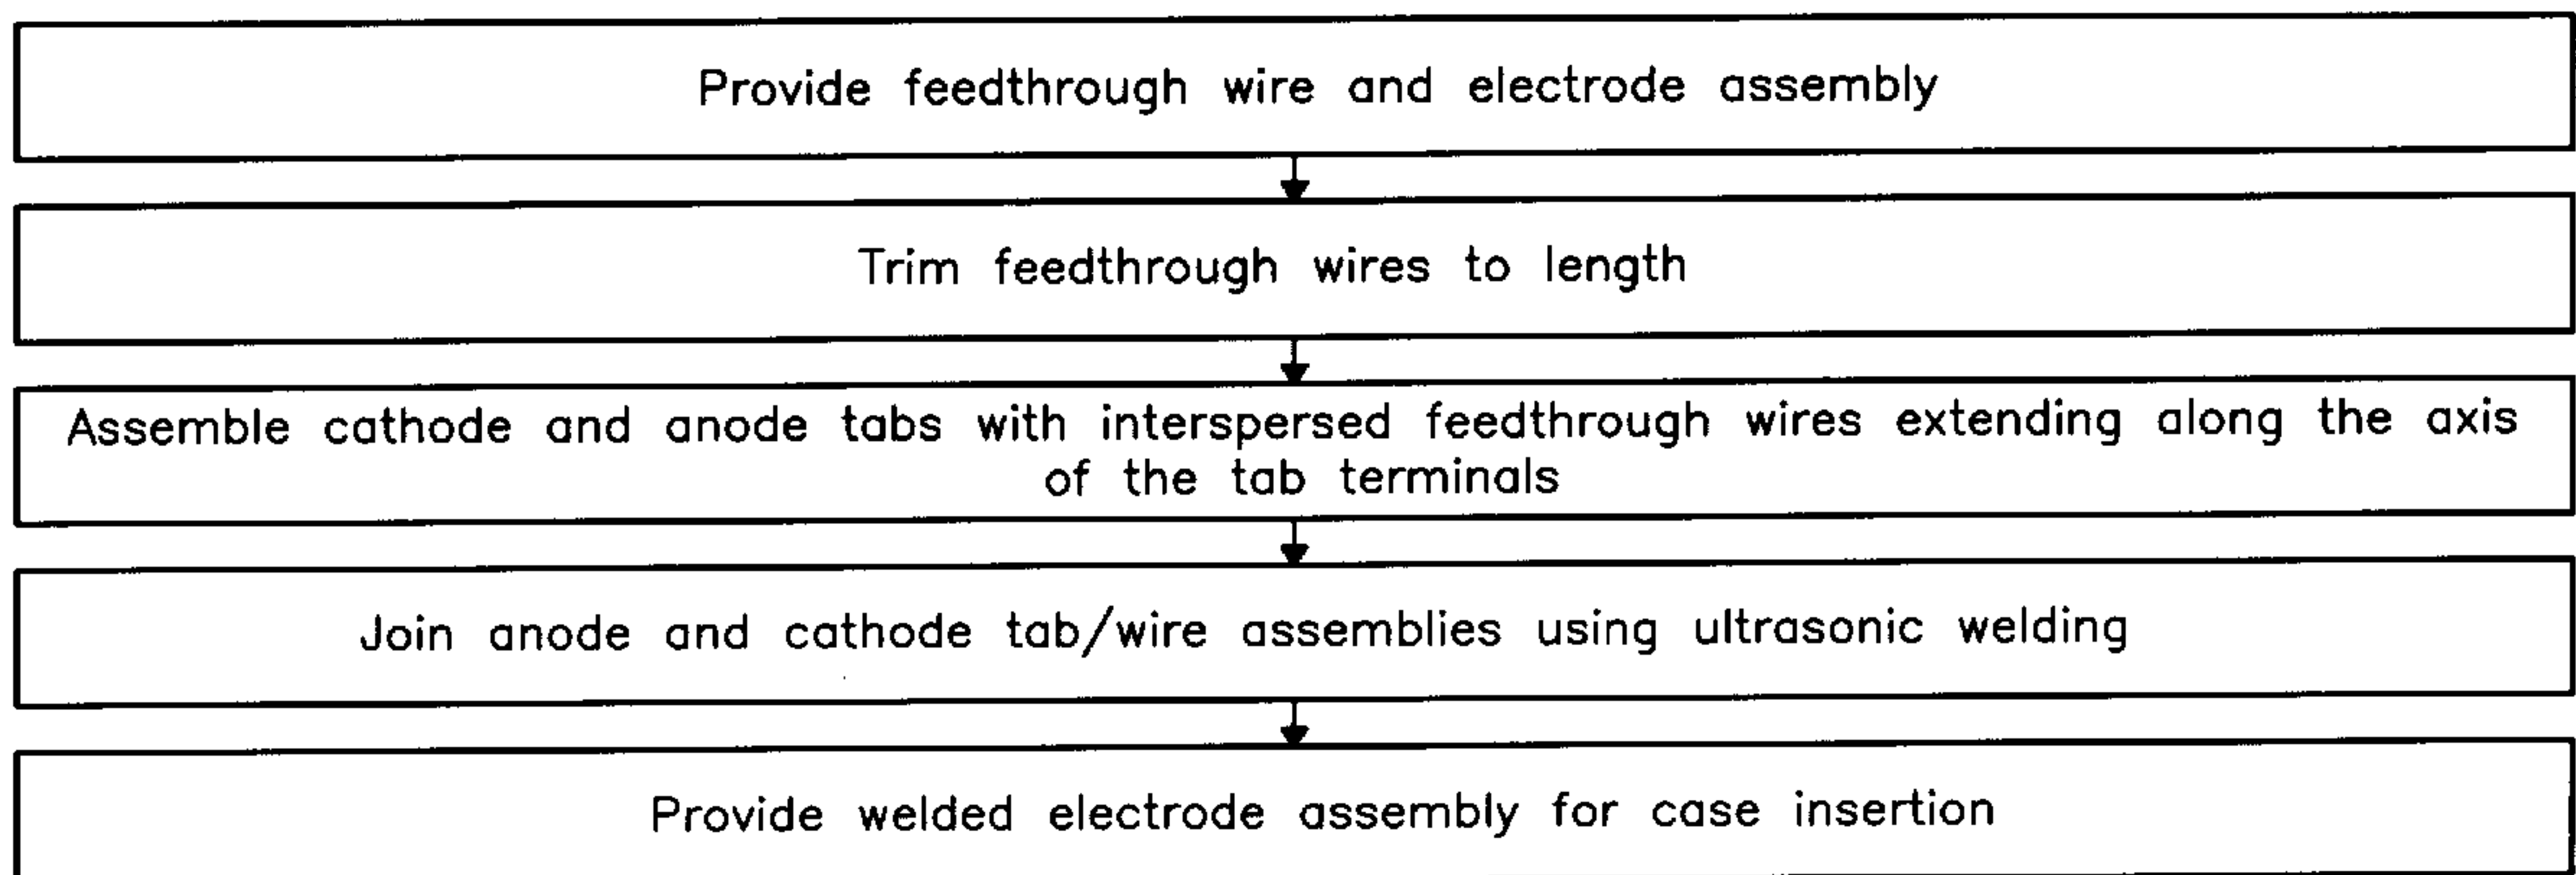 Provide feedthrough wire and electrode assembly
Trim feedthrough wires to length
Assemble cathode and anode tabs with interspersed feedthrough wires extending along the axis
of the tab terminals
Join anode and cathode tab/wire assemblies using ultrasonic welding
Provide welded electrode assembly for case insertion